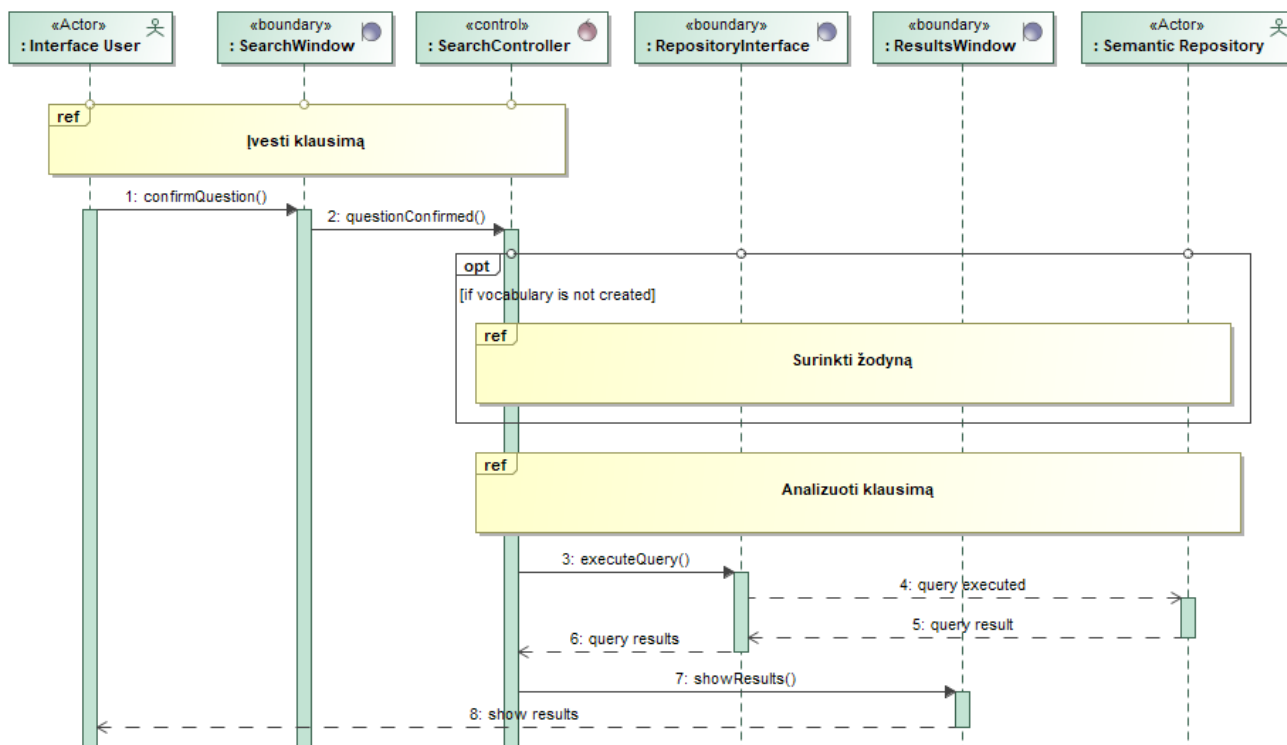 «Actor»
: Interface User
«boundary»
: SearchWindow
«control»
: SearchController
«boundary»
: RepositoryInterface
«boundary»
: ResultsWindow
«Actor»
: Semantic Repository
ref
Įvesti klausimą
1: confirmQuestion()
2: questionConfirmed()
opt
[if vocabulary is not created]
ref
Surinkti žodyną
ref
Analizuoti klausimą
3: executeQuery()
4: query executed
5: query result
6: query results
7: showResults()
8: show results